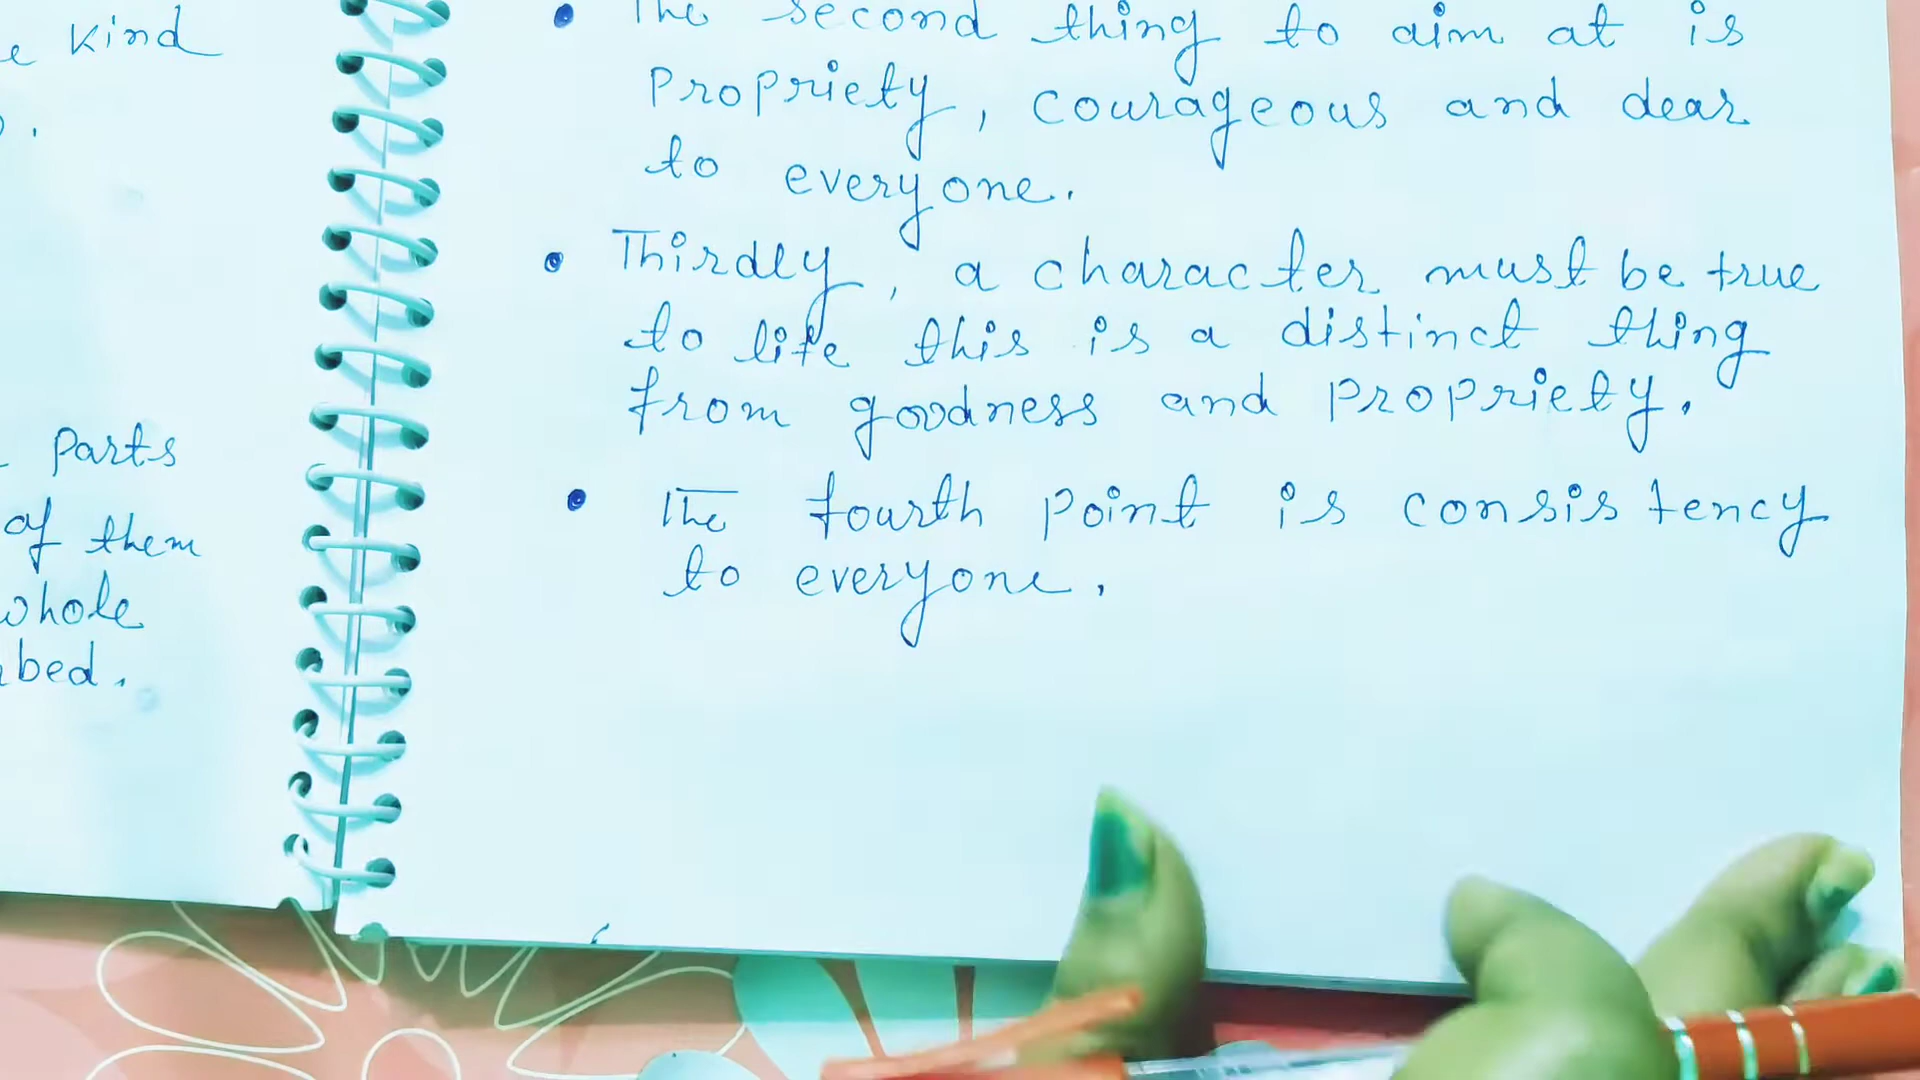 kind
parts
of them
whole
bed.
• The second thing to aim at is
propriety, courageous and dear
to everyone.
• Thirdly, a character must be true
to life this is a distinct thing
from goodness and propriety.
• The fourth point is consistency
to everyone.